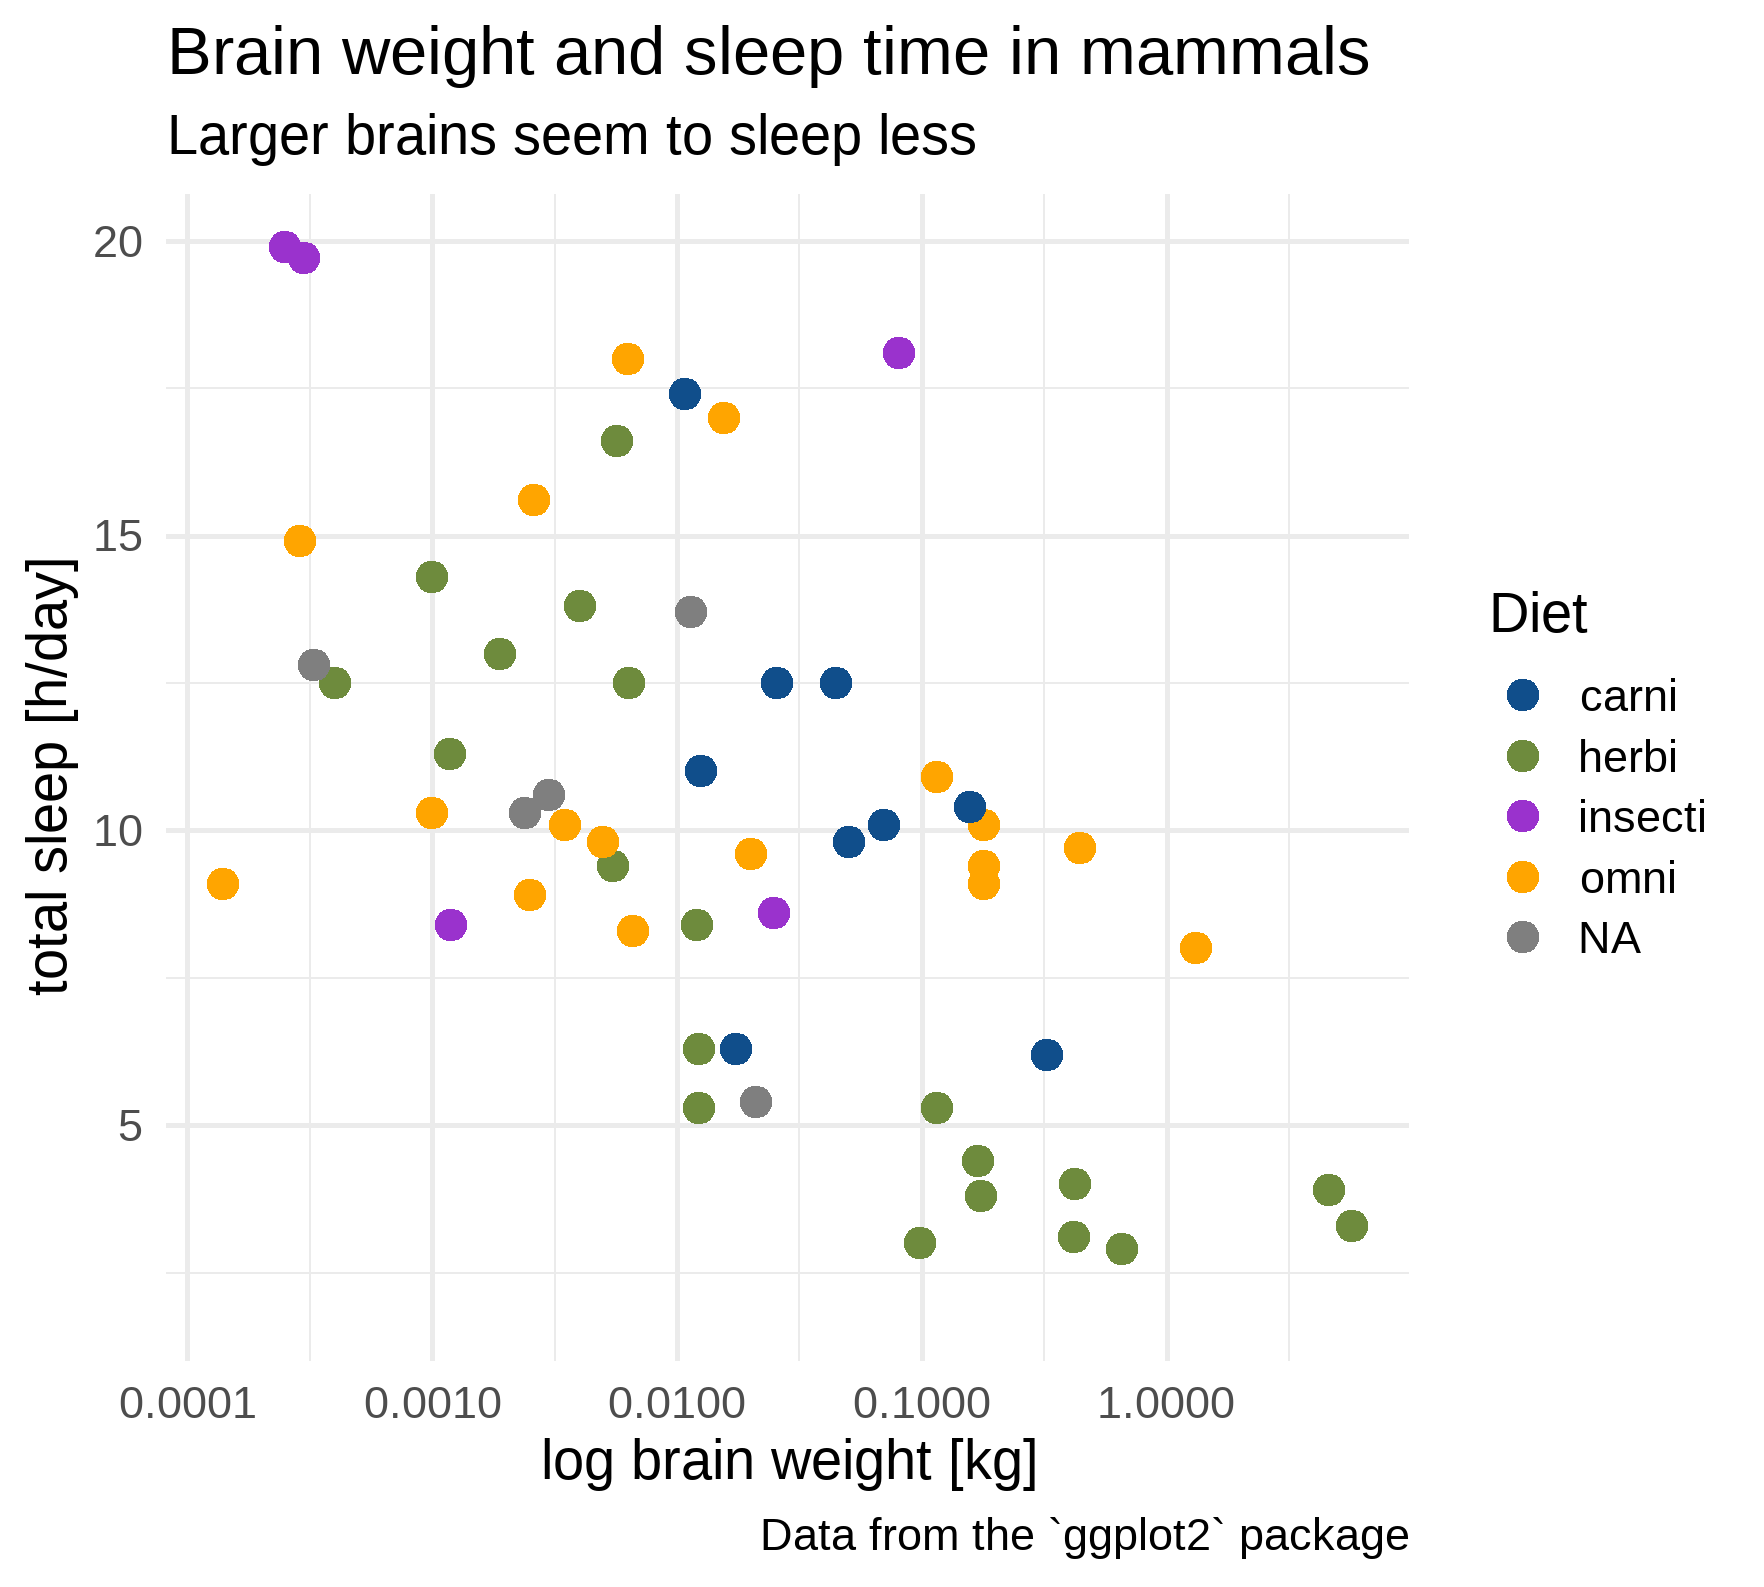 Brain weight and sleep time in mammals
Larger brains seem to sleep less
20
15
10
5
total sleep [h/day]
0.0001 0.0010 0.0100 0.1000 1.0000
log brain weight [kg]
Diet
carni
herbi
insecti
omni
NA
Data from the `ggplot2` package